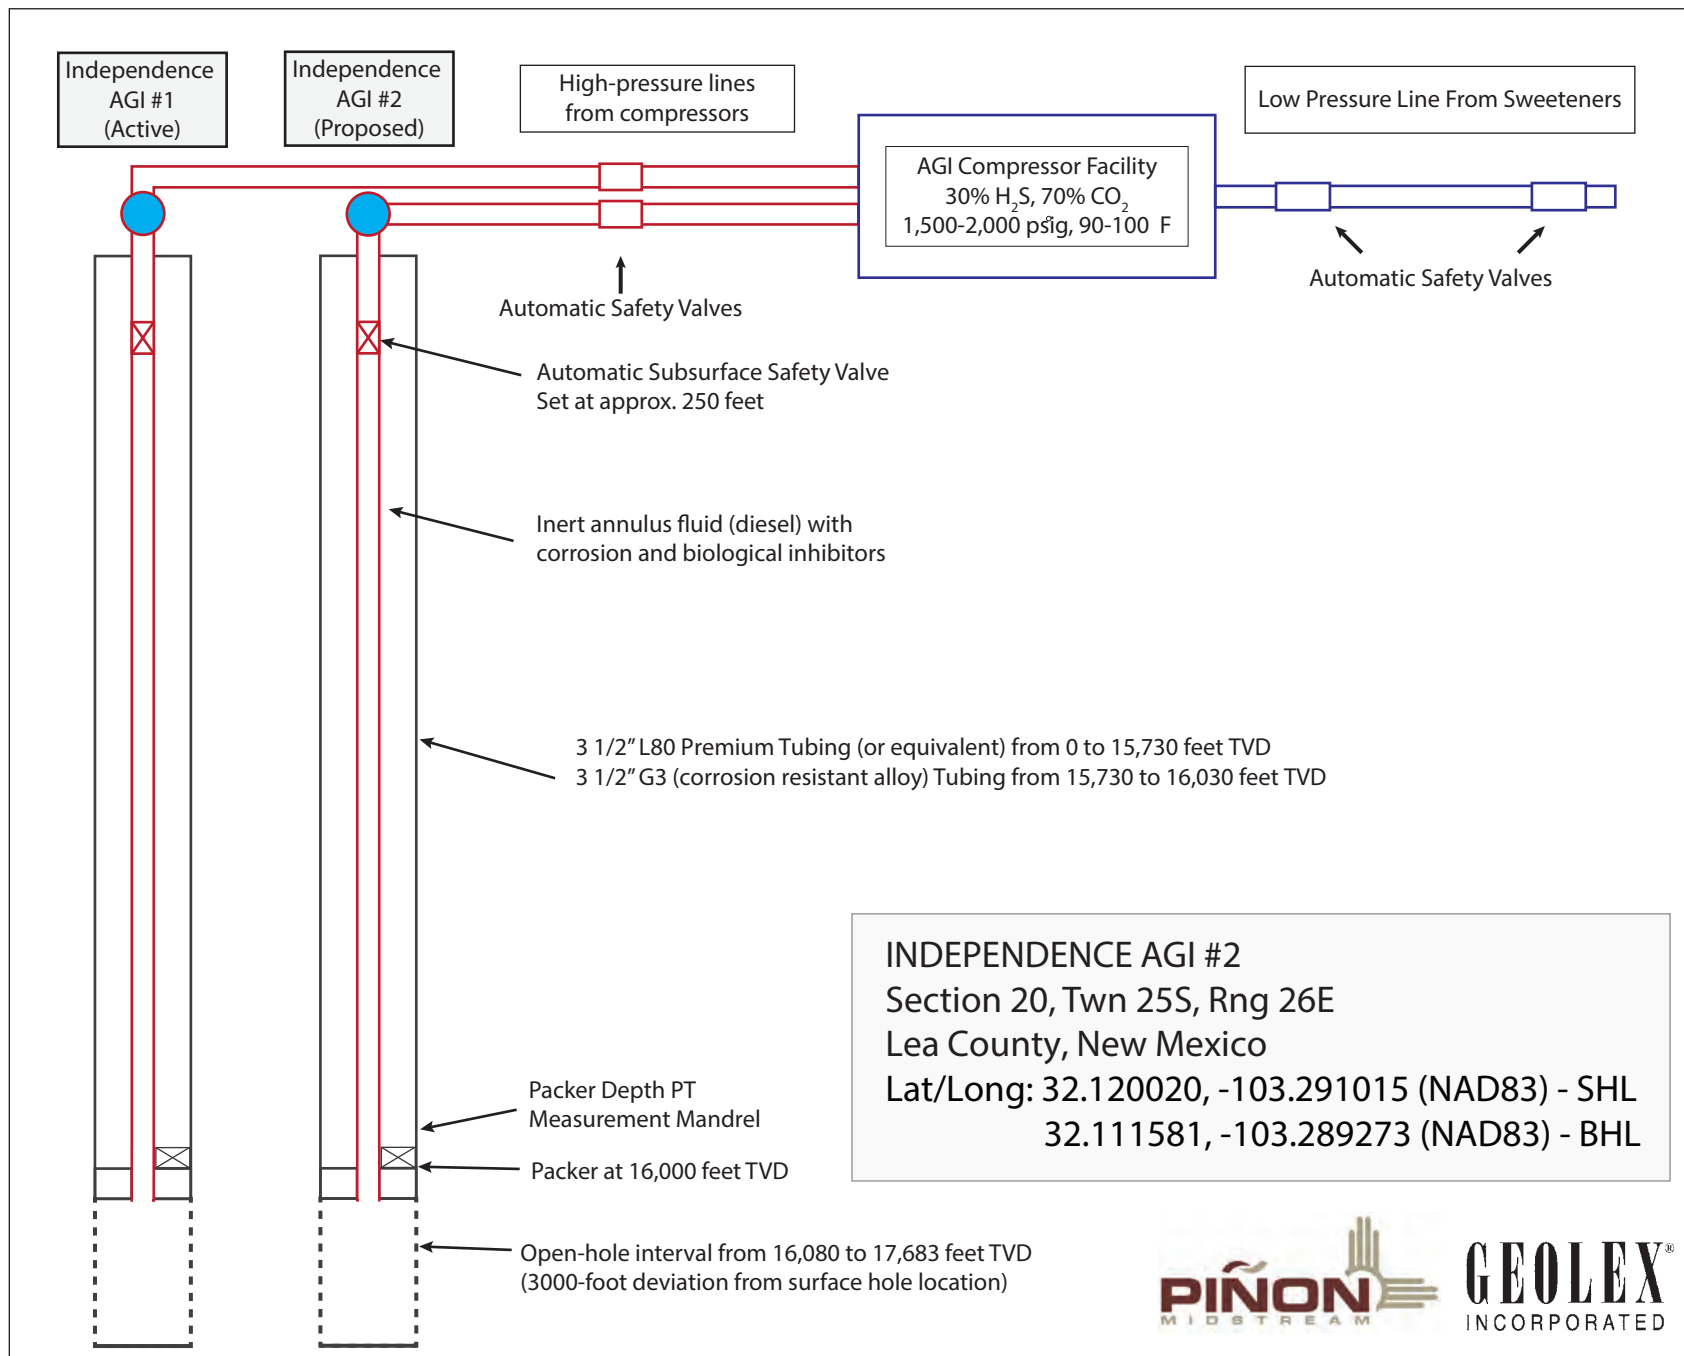 Independence
AGI #1
(Active)
Independence
AGI #2
(Proposed)
High-pressure lines
from compressors
Low Pressure Line From Sweeteners
AGI Compressor Facility
30% H₂S, 70% CO₂
1,500-2,000 psig, 90-100 °F
Automatic Safety Valves
Automatic Safety Valves
Automatic Subsurface Safety Valve
Set at approx. 250 feet
Inert annulus fluid (diesel) with
corrosion and biological inhibitors
3 1/2" L80 Premium Tubing (or equivalent) from 0 to 15,730 feet TVD
3 1/2" G3 (corrosion resistant alloy) Tubing from 15,730 to 16,030 feet TVD
INDEPENDENCE AGI #2
Section 20, Twn 25S, Rng 26E
Lea County, New Mexico
Lat/Long: 32.120020, -103.291015 (NAD83) - SHL
32.111581, -103.289273 (NAD83) - BHL
Packer Depth PT
Measurement Mandrel
Packer at 16,000 feet TVD
Open-hole interval from 16,080 to 17,683 feet TVD
(3000-foot deviation from surface hole location)
PIÑON
MIDSTREAM
GEOLEX®
INCORPORATED